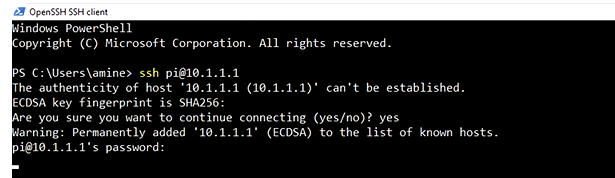 OpenSSH SSH client
Windows PowerShell
Copyright (C) Microsoft Corporation. All rights reserved.
PS C:\Users\amine> ssh pi@10.1.1.1
The authenticity of host '10.1.1.1 (10.1.1.1)' can't be established.
ECDSA key fingerprint is SHA256:
Are you sure you want to continue connecting (yes/no)? yes
Warning: Permanently added '10.1.1.1' (ECDSA) to the list of known hosts.
pi@10.1.1.1's password: